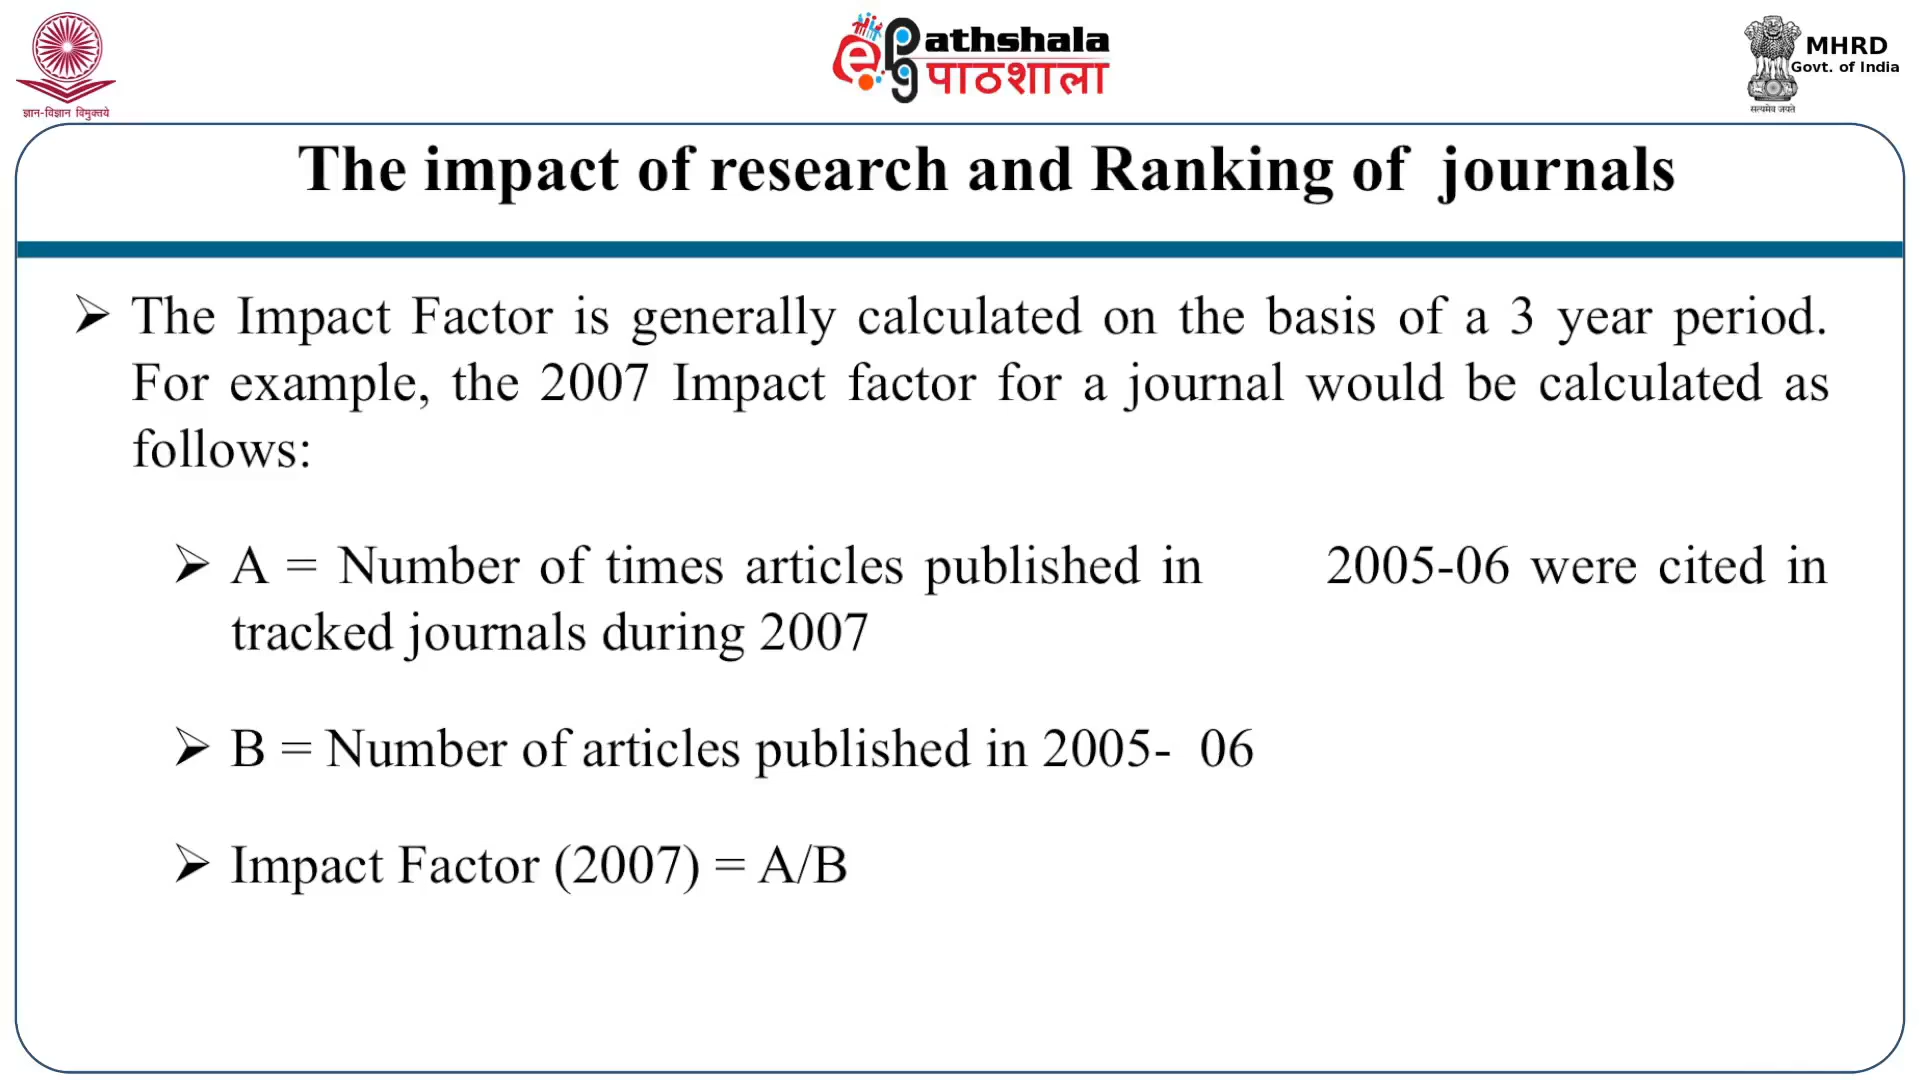 ज्ञान-विज्ञान विमुक्तये
ePathshala
पाठशाला
MHRD
Govt. of India
सत्यमेव जयते
The impact of research and Ranking of journals
➢ The Impact Factor is generally calculated on the basis of a 3 year period.
For example, the 2007 Impact factor for a journal would be calculated as
follows:
➢ A = Number of times articles published in 2005-06 were cited in
tracked journals during 2007
➢ B = Number of articles published in 2005- 06
➢ Impact Factor (2007) = A/B